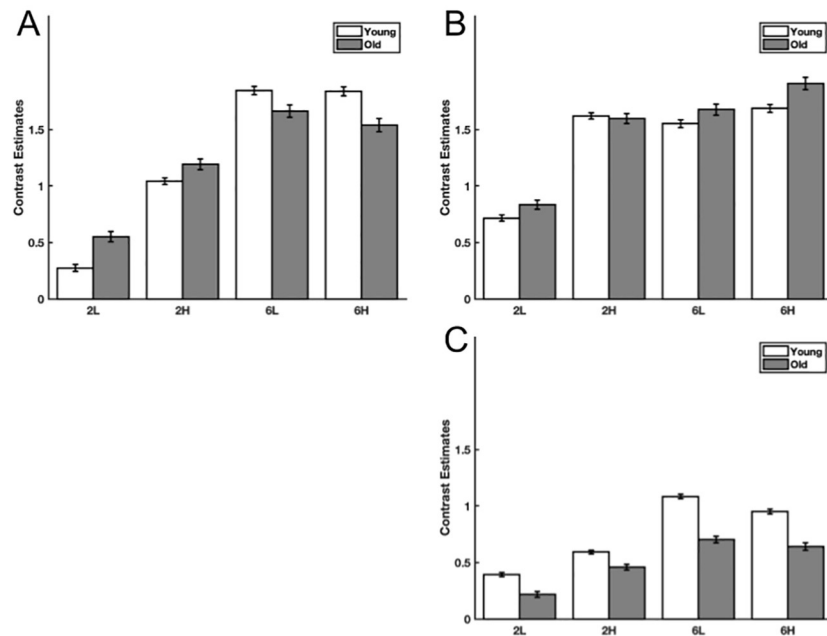 A
Young
Old
Contrast Estimates
1.5
1
0.5
0
2L 2H 6L 6H
B
Young
Old
Contrast Estimates
1.5
1
0.5
0
2L 2H 6L 6H
C
Young
Old
Contrast Estimates
1.5
1
0.5
0
2L 2H 6L 6H